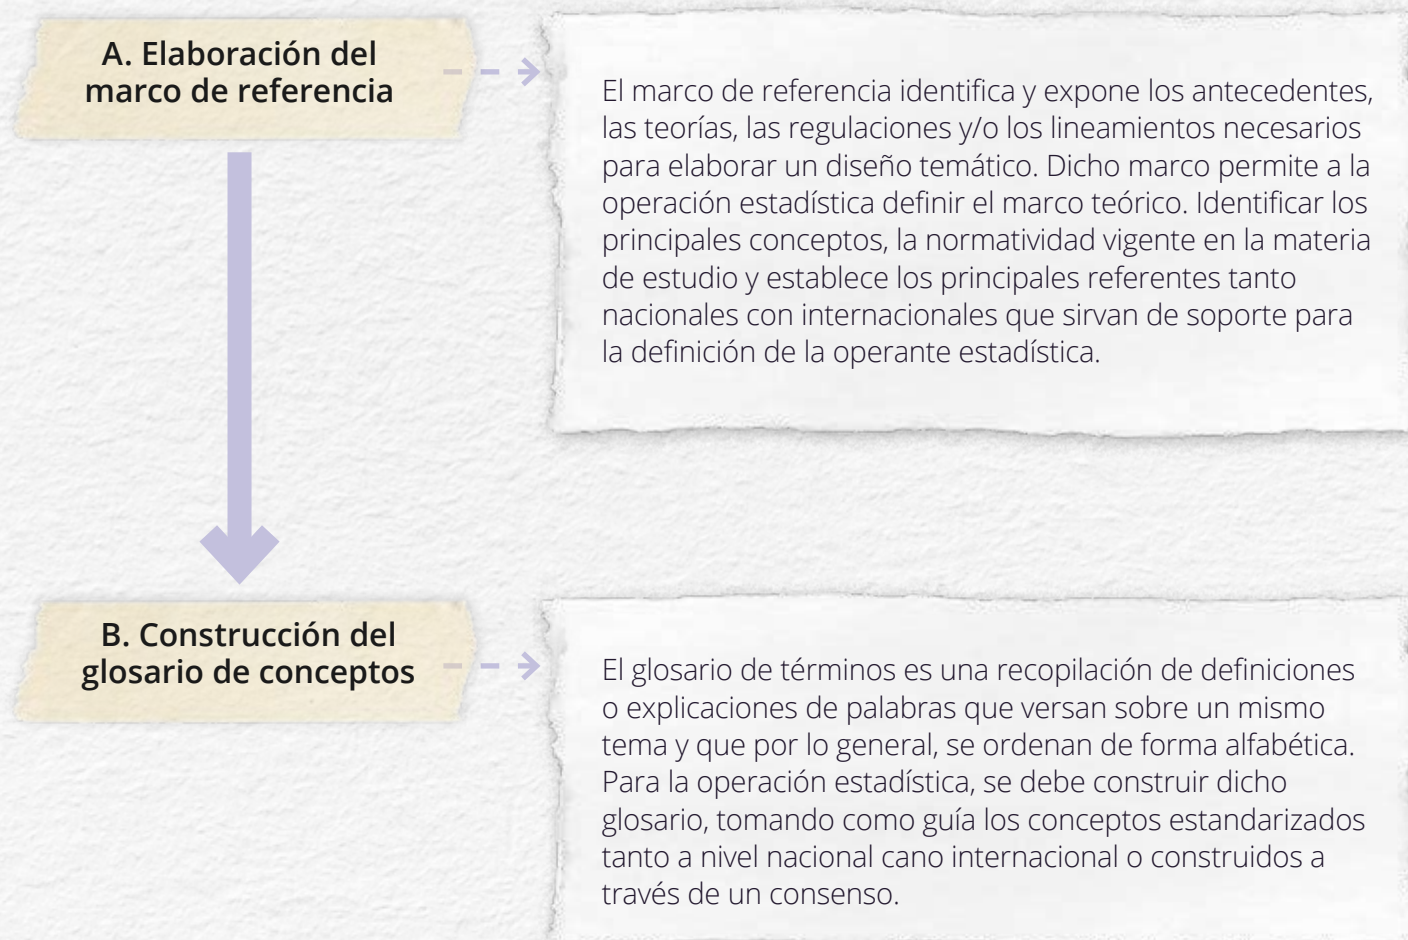 A. Elaboración del
marco de referencia
El marco de referencia identifica y expone los antecedentes,
las teorías, las regulaciones y/o los lineamientos necesarios
para elaborar un diseño temático. Dicho marco permite a la
operación estadística definir el marco teórico. Identificar los
principales conceptos, la normatividad vigente en la materia
de estudio y establece los principales referentes tanto
nacionales con internacionales que sirvan de soporte para
la definición de la operante estadística.
B. Construcción del
glosario de conceptos
El glosario de términos es una recopilación de definiciones
o explicaciones de palabras que versan sobre un mismo
tema y que por lo general, se ordenan de forma alfabética.
Para la operación estadística, se debe construir dicho
glosario, tomando como guía los conceptos estandarizados
tanto a nivel nacional cano internacional o construidos a
través de un consenso.